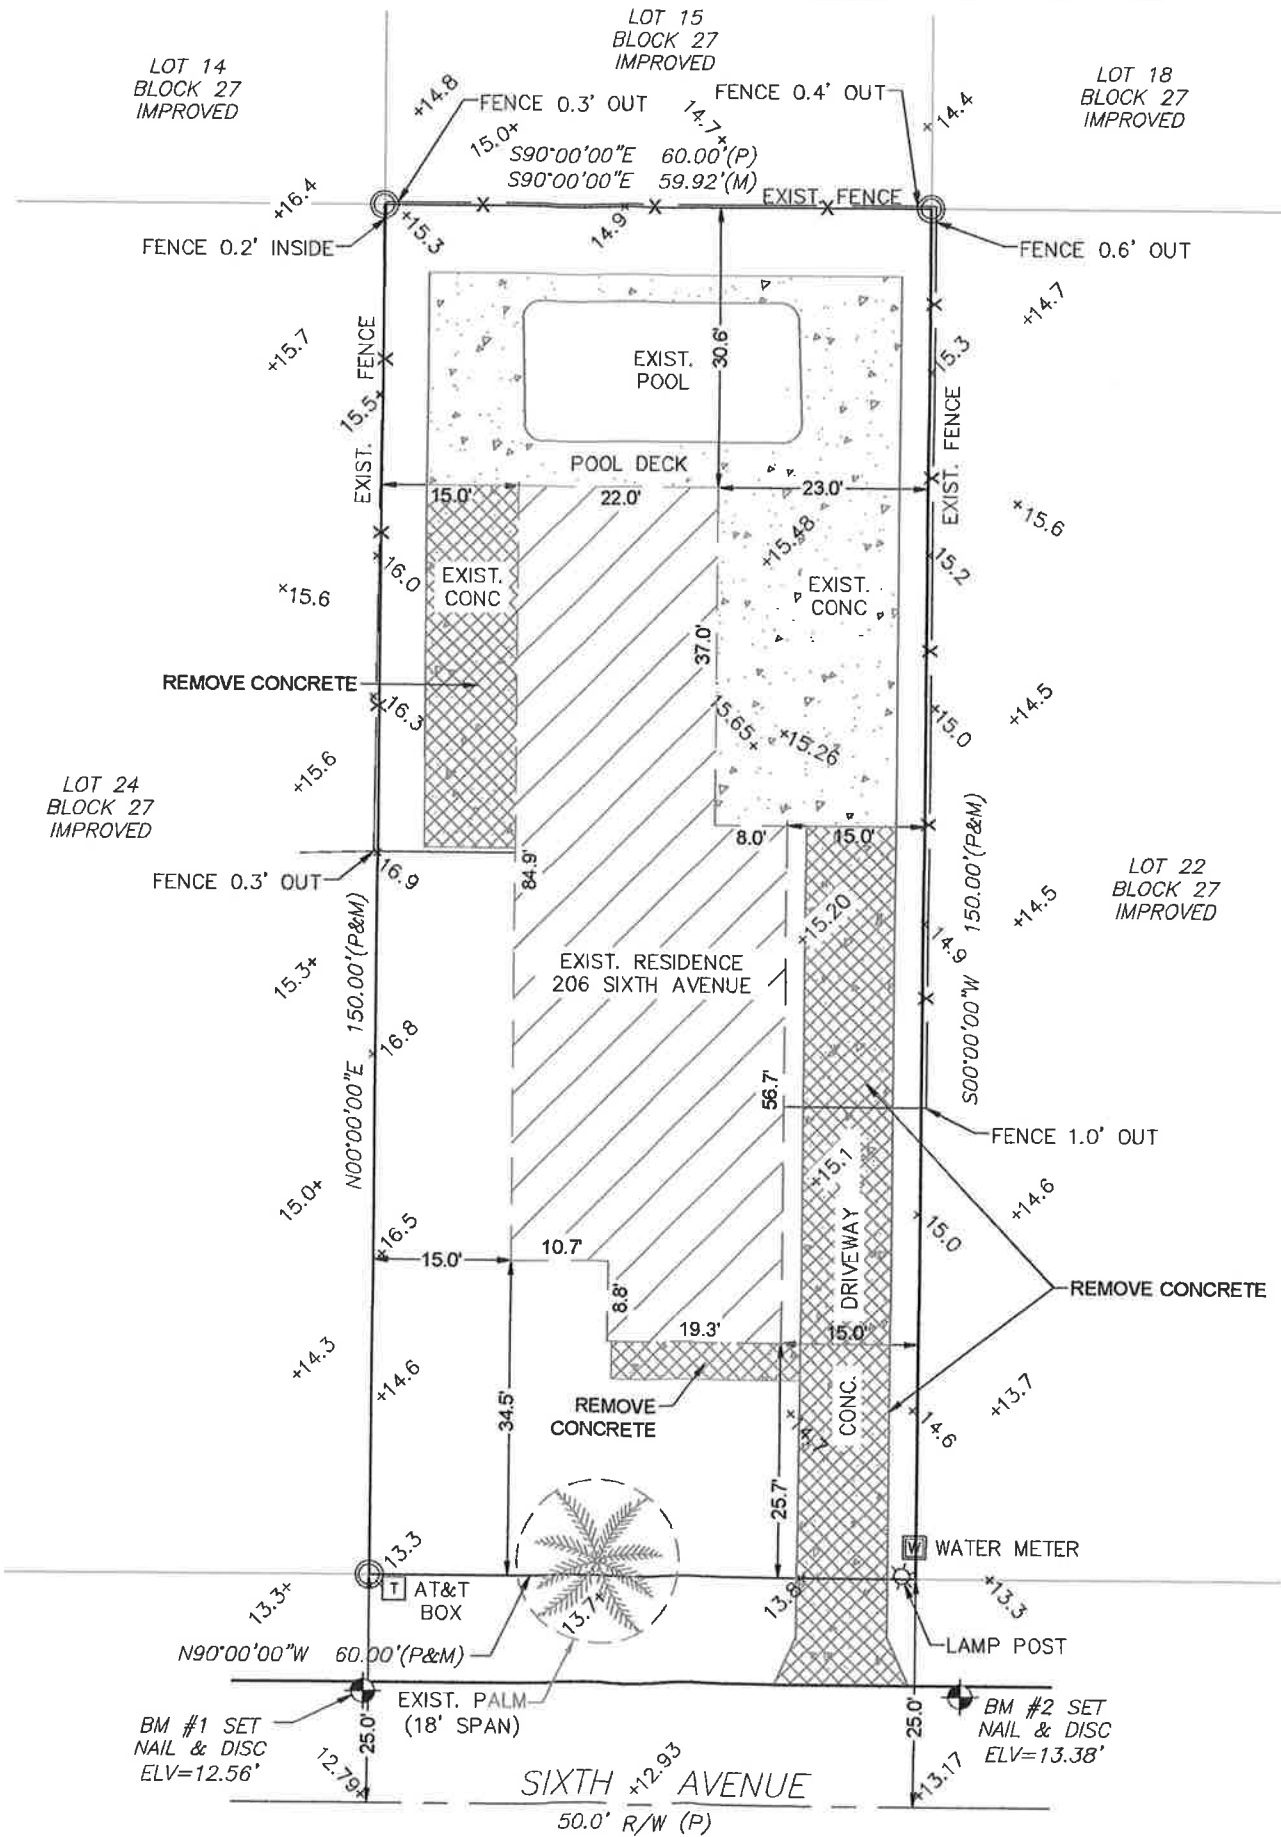 LOT 15
BLOCK 27
IMPROVED
LOT 14
BLOCK 27
IMPROVED
LOT 18
BLOCK 27
IMPROVED
+14.8
FENCE 0.3' OUT
14.7+
FENCE 0.4' OUT
×14.4
15.0+
S90°00'00"E 60.00'(P)
S90°00'00"E 59.92'(M)
EXIST. FENCE
+16.4
+15.3
14.9×
FENCE 0.2' INSIDE
FENCE 0.6' OUT
+14.7
+15.7
EXIST. FENCE
15.5+
EXIST.
POOL
30.6'
15.3
EXIST. FENCE
POOL DECK
15.0'
22.0'
23.0'
×15.6
+15.48
16.0
EXIST.
CONC
EXIST.
CONC
15.2
×15.6
37.0'
REMOVE CONCRETE
×16.3
15.65+
+15.26
+15.0
+14.5
+15.6
LOT 24
BLOCK 27
IMPROVED
8.0'
15.0'
S00°00'00"W 150.00'(P&M)
FENCE 0.3' OUT
×16.9
84.9'
LOT 22
BLOCK 27
IMPROVED
N00°00'00"E 150.00'(P&M)
+15.20
14.9
+14.5
15.3+
EXIST. RESIDENCE
206 SIXTH AVENUE
×16.8
56.7'
FENCE 1.0' OUT
+15.1
15.0+
+14.6
×16.5
15.0'
10.7'
×15.0
CONC. DRIVEWAY
REMOVE CONCRETE
8.8'
19.3'
15.0'
+14.3
+14.6
REMOVE
CONCRETE
34.5'
×14.7
×14.6
+13.7
25.7'
W WATER METER
×13.3
T AT&T
BOX
13.3+
13.7+
13.8
+13.3
N90°00'00"W 60.00'(P&M)
LAMP POST
EXIST. PALM
(18' SPAN)
BM #1 SET
NAIL & DISC
ELV=12.56'
25.0'
25.0'
BM #2 SET
NAIL & DISC
ELV=13.38'
12.79+
+12.93
+13.17
SIXTH AVENUE
50.0' R/W (P)